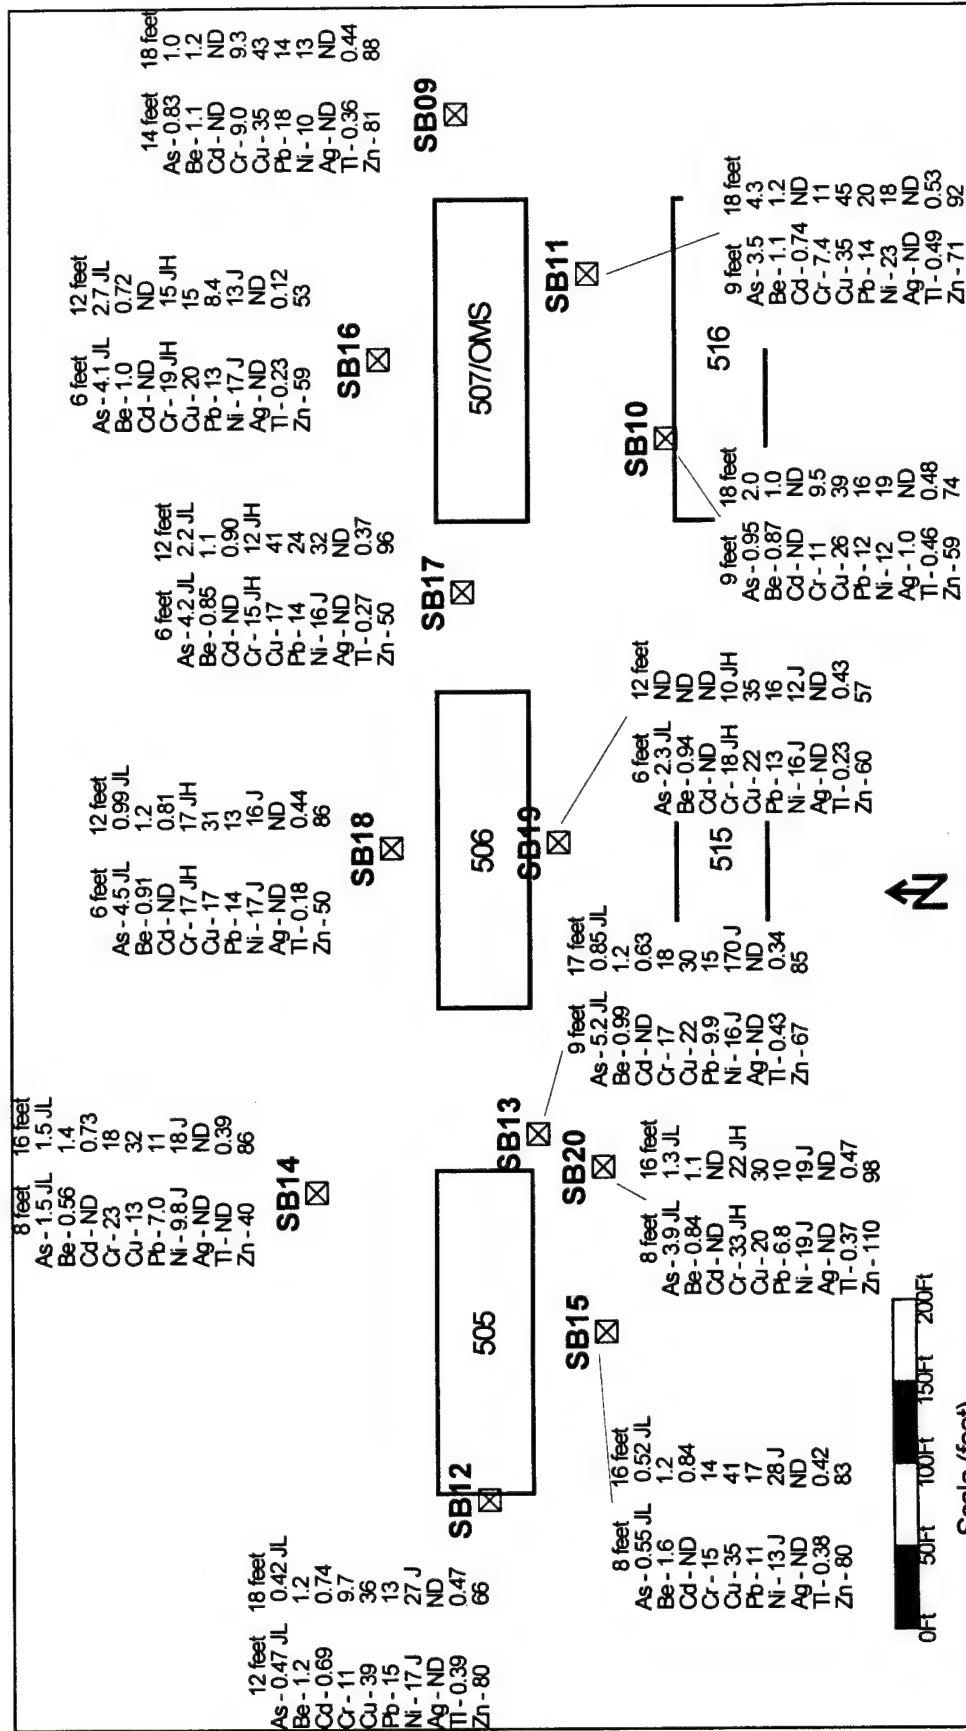 12 feet 18 feet
As - 0.47 JL 0.42 JL
Be - 1.2 1.2
Cd - 0.69 0.74
Cr - 11 9.7
Cu - 39 36
Pb - 15 13
Ni - 17 J 27 J
Ag - ND ND
Tl - 0.39 0.47
Zn - 80 66
SB12
8 feet 16 feet
As - 1.5 JL 1.5 JL
Be - 0.56 1.4
Cd - ND 0.73
Cr - 23 18
Cu - 13 32
Pb - 7.0 11
Ni - 9.8 J 18 J
Ag - ND ND
Tl - ND 0.39
Zn - 40 86
SB14
6 feet 12 feet
As - 4.5 JL 0.99 JL
Be - 0.91 1.2
Cd - ND 0.81
Cr - 17 JH 17 JH
Cu - 17 31
Pb - 14 13
Ni - 17 J 16 J
Ag - ND ND
Tl - 0.18 0.44
Zn - 50 86
SB18
6 feet 12 feet
As - 4.2 JL 2.2 JL
Be - 0.85 1.1
Cd - ND 0.90
Cr - 15 JH 12 JH
Cu - 17 41
Pb - 14 24
Ni - 16 J 32
Ag - ND ND
Tl - 0.27 0.37
Zn - 50 96
SB17
6 feet 12 feet
As - 4.1 JL 2.7 JL
Be - 1.0 0.72
Cd - ND ND
Cr - 19 JH 15 JH
Cu - 20 15
Pb - 13 8.4
Ni - 17 J 13 J
Ag - ND ND
Tl - 0.23 0.12
Zn - 59 53
SB16
14 feet 18 feet
As - 0.83 1.0
Be - 1.1 1.2
Cd - ND ND
Cr - 9.0 9.3
Cu - 35 43
Pb - 18 14
Ni - 10 13
Ag - ND ND
Tl - 0.36 0.44
Zn - 81 88
SB09
505
506
507/OMS
SB15
8 feet 16 feet
As - 0.55 JL 0.52 JL
Be - 1.6 1.2
Cd - ND 0.84
Cr - 15 14
Cu - 35 41
Pb - 11 17
Ni - 13 J 28 J
Ag - ND ND
Tl - 0.38 0.42
Zn - 80 83
SB20
8 feet 16 feet
As - 3.9 JL 1.3 JL
Be - 0.84 1.1
Cd - ND ND
Cr - 33 JH 22 JH
Cu - 20 30
Pb - 6.8 10
Ni - 19 J 19 J
Ag - ND ND
Tl - 0.37 0.47
Zn - 110 98
SB13
9 feet 17 feet
As - 5.2 JL 0.85 JL
Be - 0.99 1.2
Cd - ND 0.63
Cr - 17 18
Cu - 22 30
Pb - 9.9 15
Ni - 16 J 170 J
Ag - ND ND
Tl - 0.43 0.34
Zn - 67 85
SB19
6 feet 12 feet
As - 2.3 JL ND
Be - 0.94 ND
Cd - ND ND
Cr - 18 JH 10 JH
Cu - 22 35
Pb - 13 16
Ni - 16 J 12 J
Ag - ND ND
Tl - 0.23 0.43
Zn - 60 57
515
SB10
9 feet 18 feet
As - 0.95 2.0
Be - 0.87 1.0
Cd - ND ND
Cr - 11 9.5
Cu - 26 39
Pb - 12 16
Ni - 12 19
Ag - 1.0 ND
Tl - 0.46 0.48
Zn - 59 74
516
SB11
9 feet 18 feet
As - 3.5 4.3
Be - 1.1 1.2
Cd - 0.74 ND
Cr - 7.4 11
Cu - 35 45
Pb - 14 20
Ni - 23 18
Ag - ND ND
Tl - 0.49 0.53
Zn - 71 92
N
0Ft 50Ft 100Ft 150Ft 200Ft
Scale (feet)